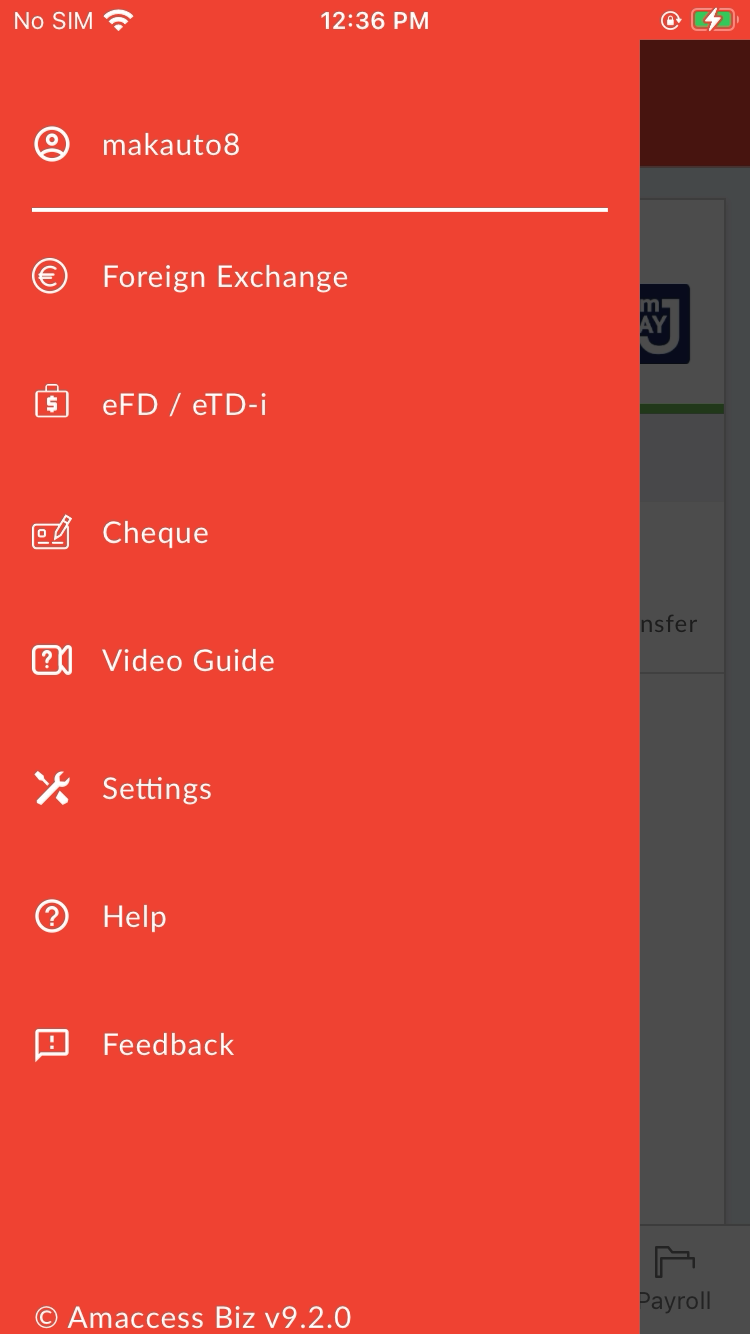 No SIM 12:36 PM
makauto8
Foreign Exchange
eFD / eTD-i
Cheque
nsfer
Video Guide
Settings
Help
Feedback
Payroll
© Amaccess Biz v9.2.0